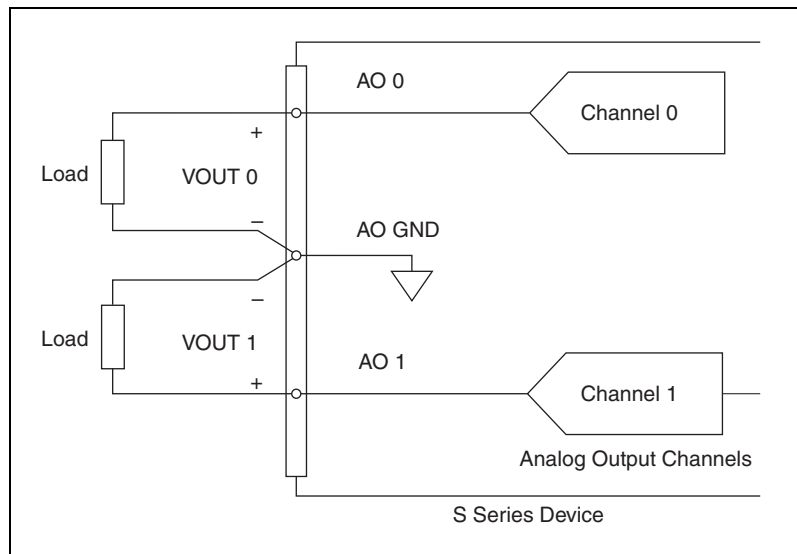 AO 0
Channel 0
+
Load
VOUT 0
–
AO GND
–
Load
VOUT 1
+
AO 1
Channel 1
Analog Output Channels
S Series Device